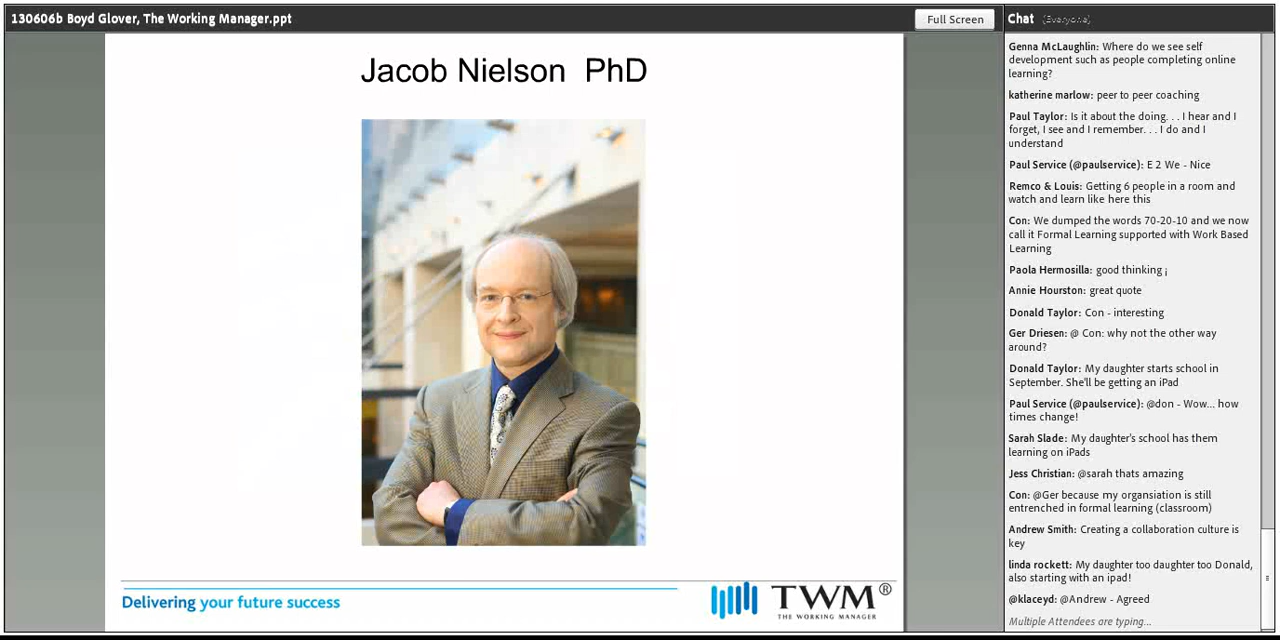 130606b Boyd Glover, The Working Manager.ppt
Full Screen
Jacob Nielson  PhD
Delivering your future success
TWM®
THE WORKING MANAGER
Chat (Everyone)
Genna McLaughlin: Where do we see self
development such as people completing online
learning?
katherine marlow: peer to peer coaching
Paul Taylor: Is it about the doing. . . I hear and I
forget, I see and I remember. . . I do and I
understand
Paul Service (@paulservice): E 2 We - Nice
Remco & Louis: Getting 6 people in a room and
watch and learn like here this
Con: We dumped the words 70-20-10 and we now
call it Formal Learning supported with Work Based
Learning
Paola Hermosilla: good thinking ¡
Annie Hourston: great quote
Donald Taylor: Con - interesting
Ger Driesen: @ Con: why not the other way
around?
Donald Taylor: My daughter starts school in
September. She'll be getting an iPad
Paul Service (@paulservice): @don - Wow... how
times change!
Sarah Slade: My daughter's school has them
learning on iPads
Jess Christian: @sarah thats amazing
Con: @Ger because my organsiation is still
entrenched in formal learning (classroom)
Andrew Smith: Creating a collaboration culture is
key
linda rockett: My daughter too daughter too Donald,
also starting with an ipad!
@klaceyd: @Andrew - Agreed
Multiple Attendees are typing...